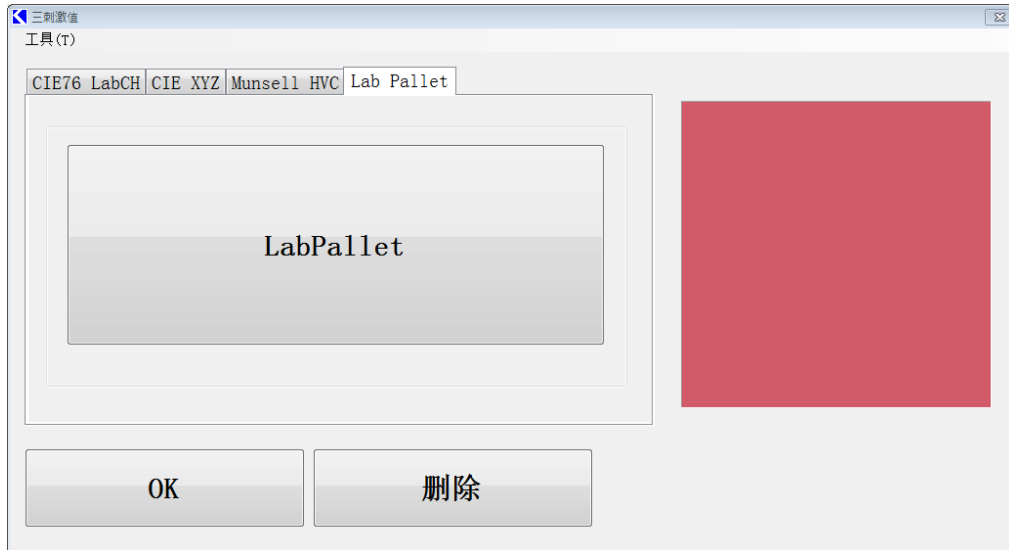 三刺激值
工具(T)
CIE76 LabCH CIE XYZ Munsell HVC Lab Pallet
LabPallet
OK 删除